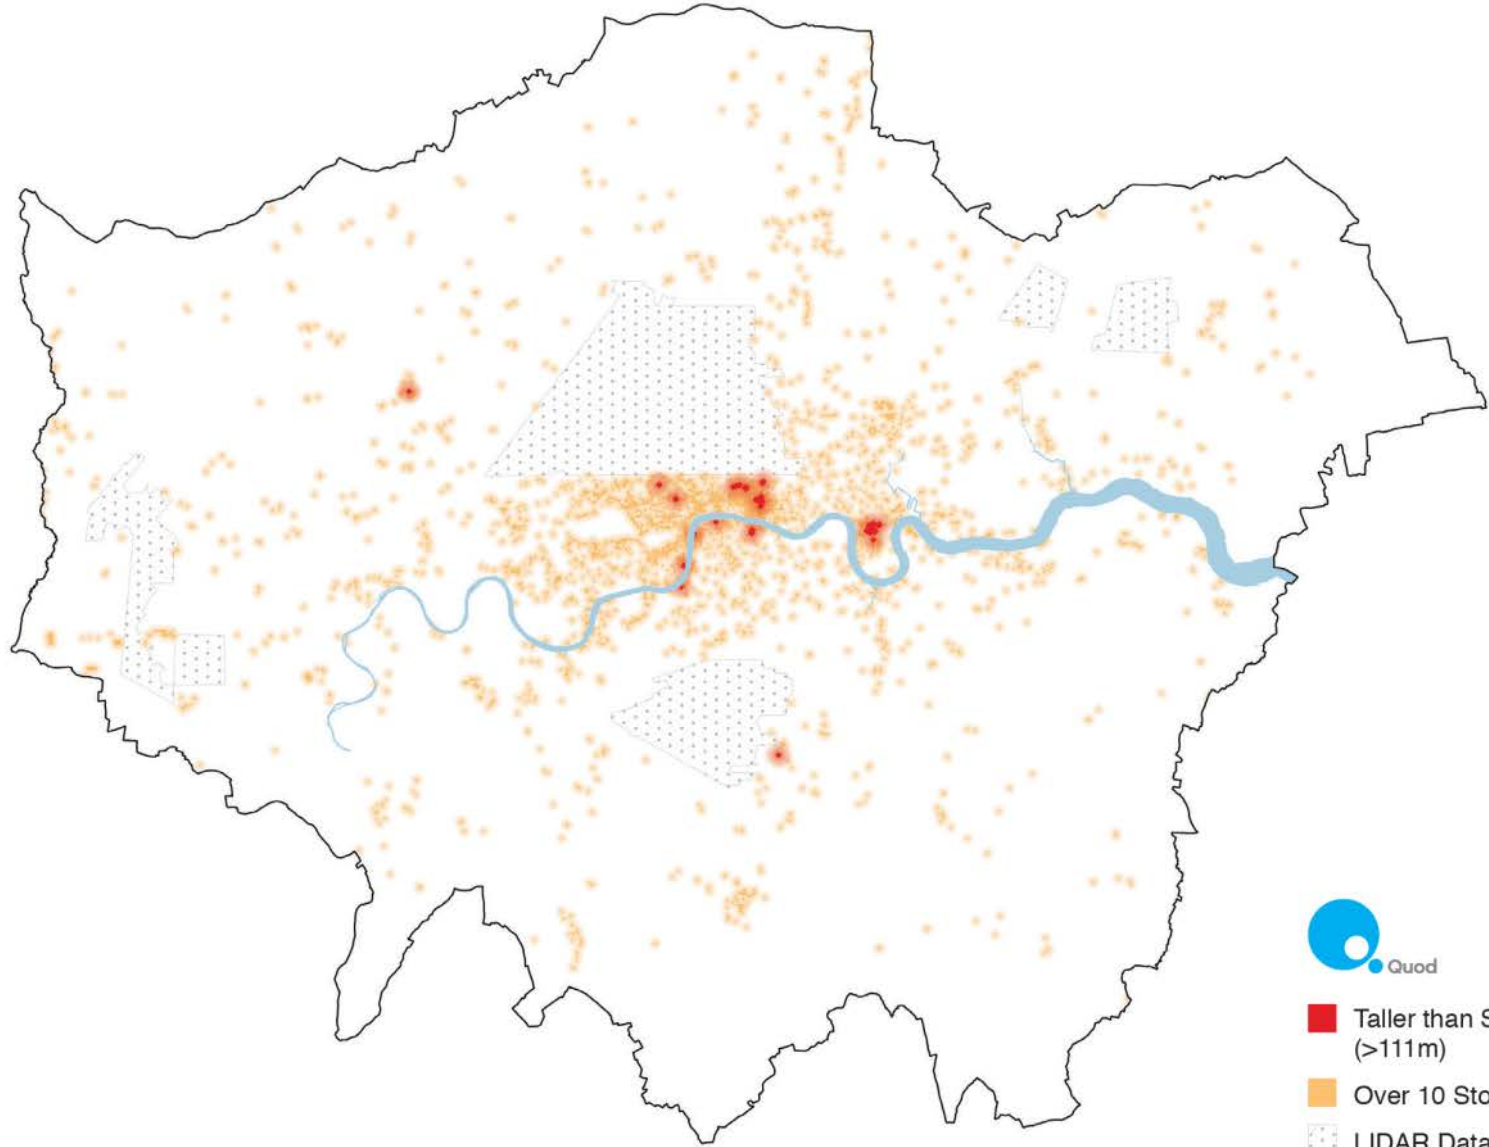 Quod
Taller than S
(>111m)
Over 10 Sto
LIDAR Data